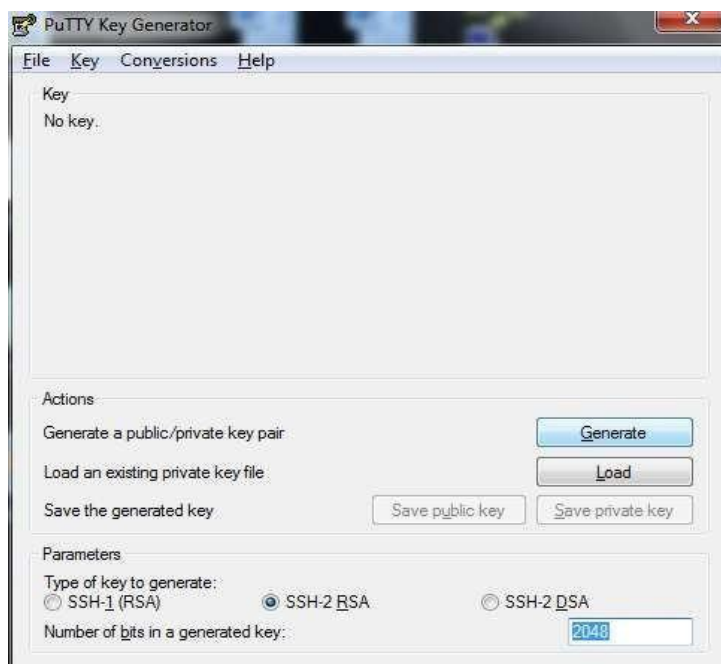 PuTTY Key Generator
File Key Conversions Help
Key
No key.
Actions
Generate a public/private key pair Generate
Load an existing private key file Load
Save the generated key Save public key Save private key
Parameters
Type of key to generate:
SSH-1 (RSA) SSH-2 RSA SSH-2 DSA
Number of bits in a generated key: 2048